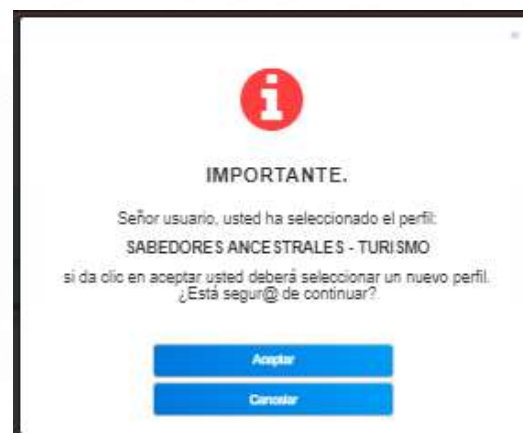 IMPORTANTE.
Señor usuario, usted ha seleccionado el perfil:
SABEDORES ANCESTRALES - TURISMO
si da clic en aceptar usted deberá seleccionar un nuevo perfil.
¿Está segur@ de continuar?
Aceptar
Cancelar